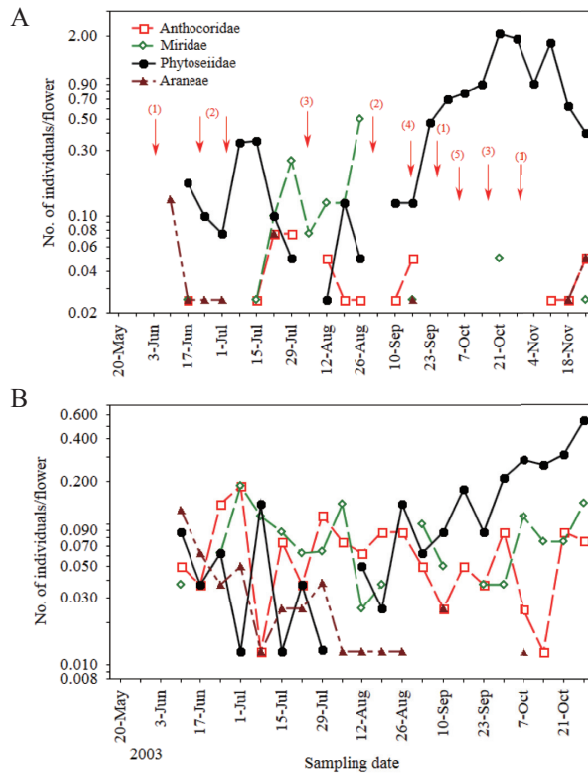 A
Anthocoridae
Miridae
Phytoseiidae
Araneae
No. of individuals/flower
2.00
0.90
0.70
0.50
0.30
0.10
0.08
0.06
0.04
0.02
(1)
(2)
(3)
(2)
(4)
(1)
(5)
(3)
(1)
20-May
3-Jun
17-Jun
1-Jul
15-Jul
29-Jul
12-Aug
26-Aug
10-Sep
23-Sep
7-Oct
21-Oct
4-Nov
18-Nov
B
No. of individuals/flower
0.600
0.400
0.200
0.090
0.070
0.050
0.030
0.010
0.008
20-May
3-Jun
17-Jun
1-Jul
15-Jul
29-Jul
12-Aug
26-Aug
10-Sep
23-Sep
7-Oct
21-Oct
2003
Sampling date